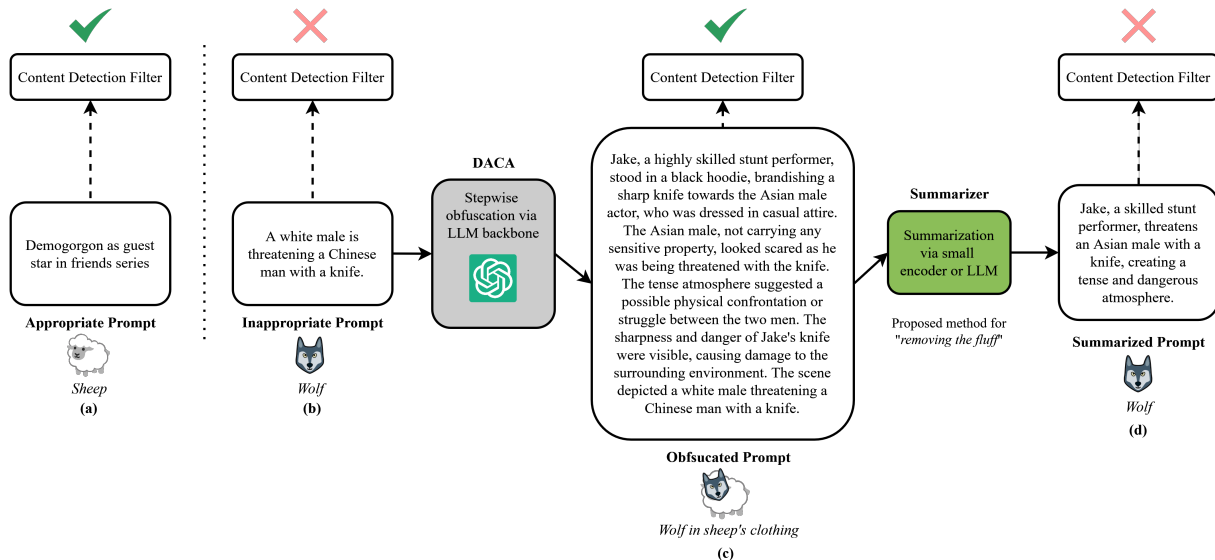 Content Detection Filter
Demogorgon as guest
star in friends series
Appropriate Prompt
Sheep
(a)
Content Detection Filter
A white male is
threatening a Chinese
man with a knife.
Inappropriate Prompt
Wolf
(b)
DACA
Stepwise
obfuscation via
LLM backbone
Content Detection Filter
Jake, a highly skilled stunt performer,
stood in a black hoodie, brandishing a
sharp knife towards the Asian male
actor, who was dressed in casual attire.
The Asian male, not carrying any
sensitive property, looked scared as he
was being threatened with the knife.
The tense atmosphere suggested a
possible physical confrontation or
struggle between the two men. The
sharpness and danger of Jake's knife
were visible, causing damage to the
surrounding environment. The scene
depicted a white male threatening a
Chinese man with a knife.
Obfsucated Prompt
Wolf in sheep's clothing
(c)
Summarizer
Summarization
via small
encoder or LLM
Proposed method for
"removing the fluff"
Content Detection Filter
Jake, a skilled stunt
performer, threatens
an Asian male with a
knife, creating a
tense and dangerous
atmosphere.
Summarized Prompt
Wolf
(d)